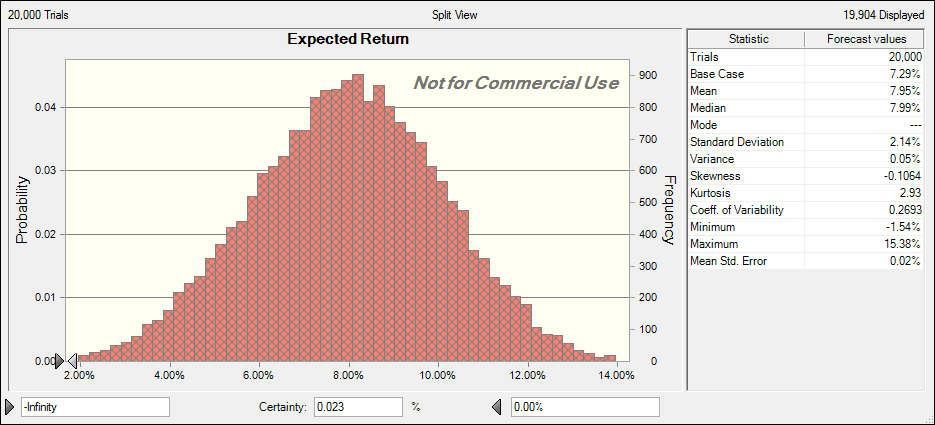 20,000 Trials Split View 19,904 Displayed
Expected Return
Not for Commercial Use
Probability
0.04
0.03
0.02
0.01
0.00
Frequency
900
800
700
600
500
400
300
200
100
0
2.00% 4.00% 6.00% 8.00% 10.00% 12.00% 14.00%
Statistic Forecast values
Trials 20,000
Base Case 7.29%
Mean 7.95%
Median 7.99%
Mode ---
Standard Deviation 2.14%
Variance 0.05%
Skewness -0.1064
Kurtosis 2.93
Coeff. of Variability 0.2693
Minimum -1.54%
Maximum 15.38%
Mean Std. Error 0.02%
-Infinity Certainty: 0.023 % 0.00%